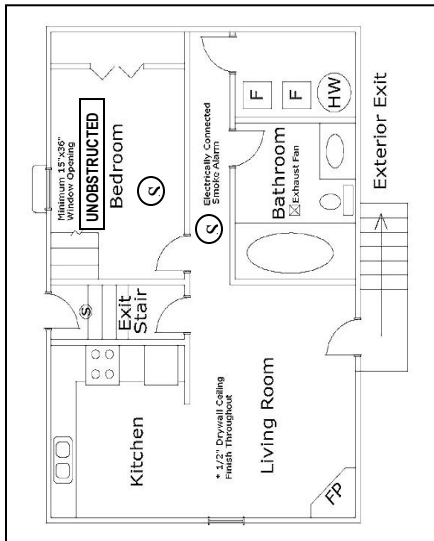 Minimum 15"x36"
Window Opening
UNOBSTRUCTED
Bedroom
S
Electrically Connected
Smoke Alarm
S
F
F
HW
Bathroom
Exhaust Fan
Exterior Exit
S
Exit
Stair
Kitchen
* 1/2" Drywall Ceiling
Finish Throughout
Living Room
FP